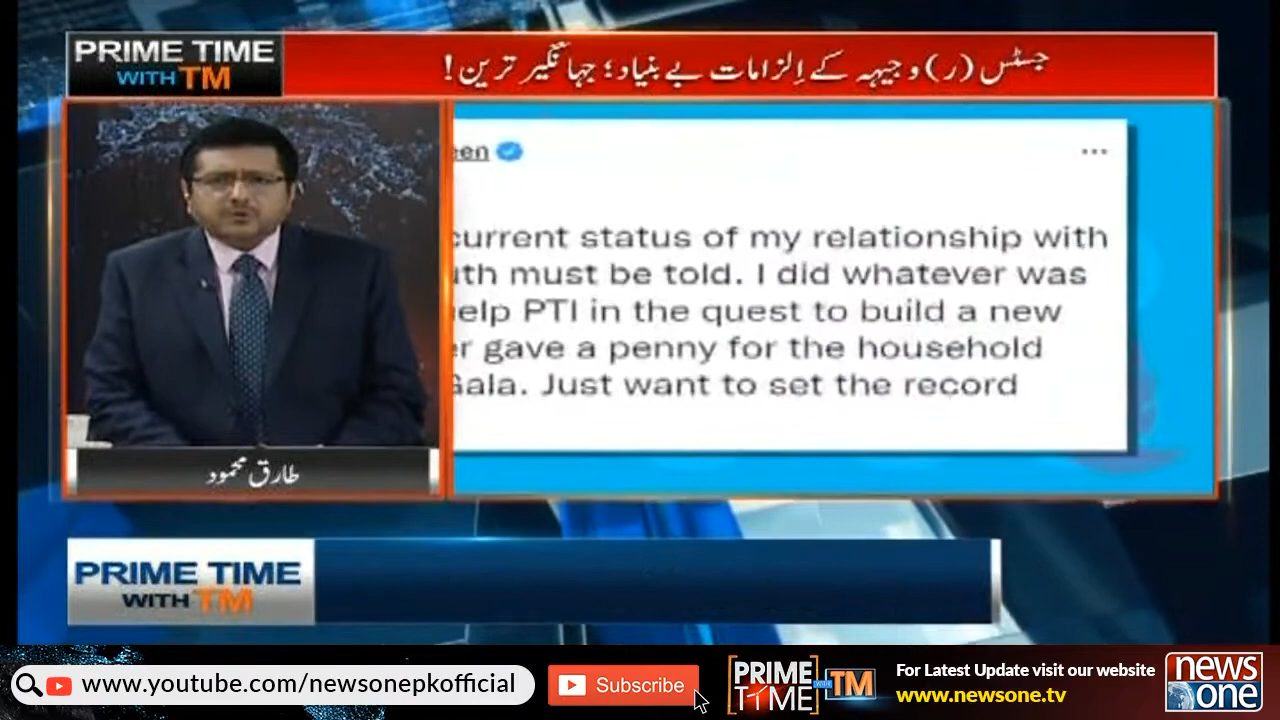 PRIME TIME
WITH TM
جسٹس (ر) وجیہہ کے اِلزامات بے بنیاد؛ جہانگیر ترین !
een
current status of my relationship with
uth must be told. I did whatever was
elp PTI in the quest to build a new
er gave a penny for the household
Gala. Just want to set the record
طارق محمود
PRIME TIME
WITH TM
www.youtube.com/newsonepkofficial
Subscribe
PRIME
TIME
WITH
TM
For Latest Update visit our website
www.newsone.tv
news
one